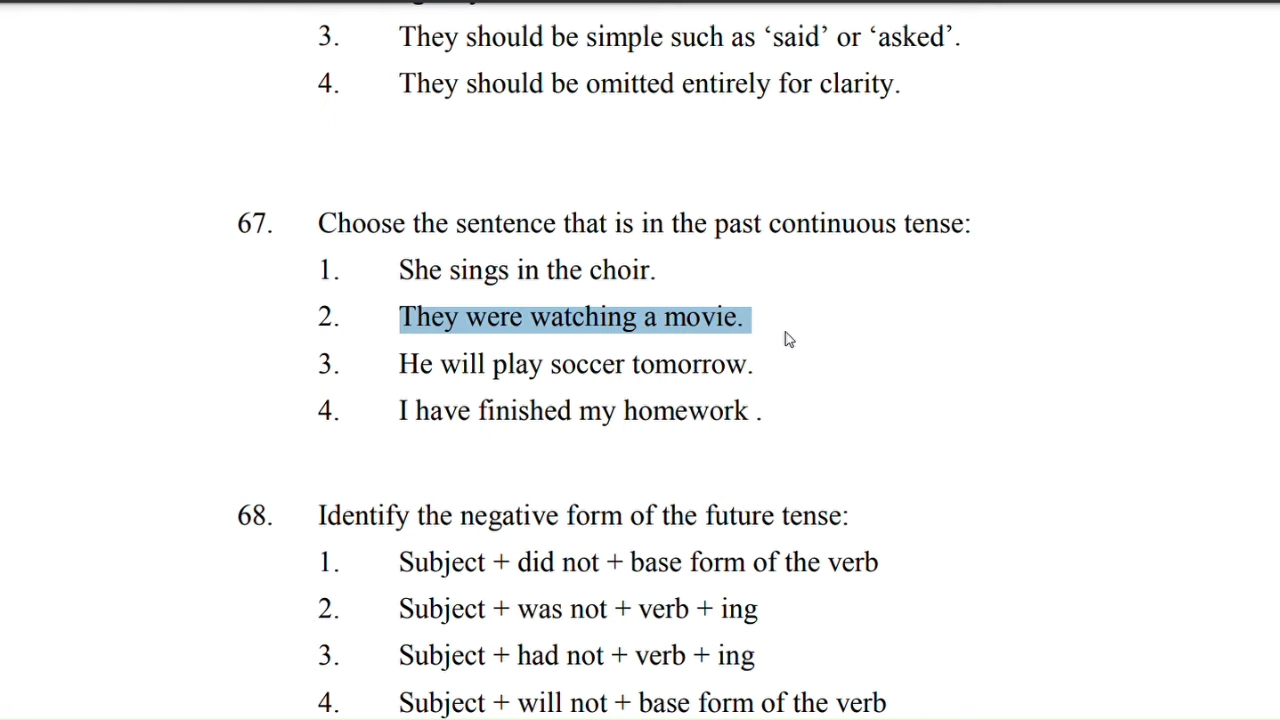 3. They should be simple such as ‘said’ or ‘asked’.
4. They should be omitted entirely for clarity.
67. Choose the sentence that is in the past continuous tense:
1. She sings in the choir.
2. They were watching a movie.
3. He will play soccer tomorrow.
4. I have finished my homework .
68. Identify the negative form of the future tense:
1. Subject + did not + base form of the verb
2. Subject + was not + verb + ing
3. Subject + had not + verb + ing
4. Subject + will not + base form of the verb